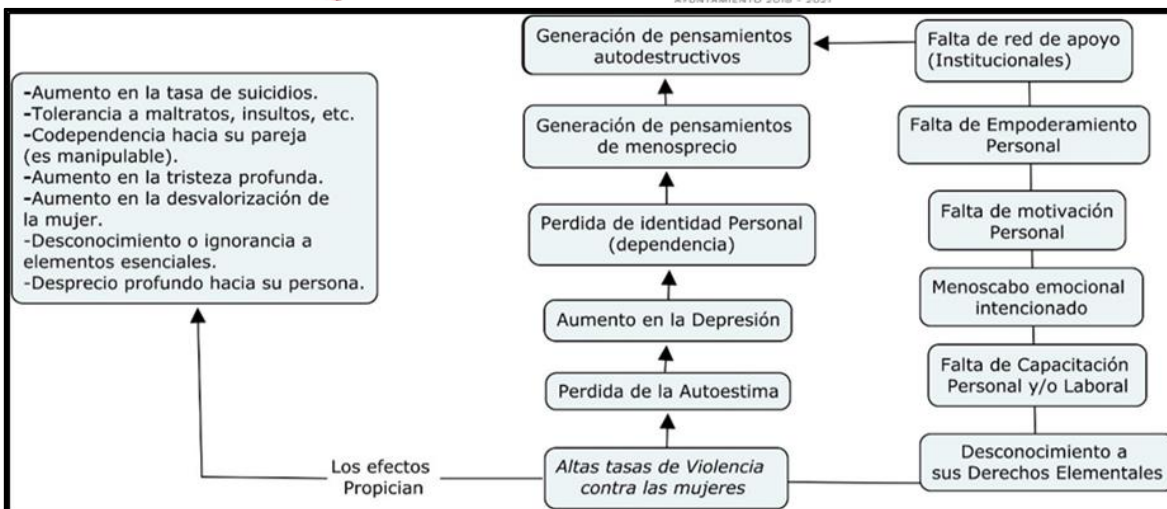 AYUNTAMIENTO 2018 - 2021
-Aumento en la tasa de suicidios.
-Tolerancia a maltratos, insultos, etc.
-Codependencia hacia su pareja
(es manipulable).
-Aumento en la tristeza profunda.
-Aumento en la desvalorización de
la mujer.
-Desconocimiento o ignorancia a
elementos esenciales.
-Desprecio profundo hacia su persona.
Generación de pensamientos
autodestructivos
Generación de pensamientos
de menosprecio
Perdida de identidad Personal
(dependencia)
Aumento en la Depresión
Perdida de la Autoestima
Los efectos
Propician
Altas tasas de Violencia
contra las mujeres
Falta de red de apoyo
(Institucionales)
Falta de Empoderamiento
Personal
Falta de motivación
Personal
Menoscabo emocional
intencionado
Falta de Capacitación
Personal y/o Laboral
Desconocimiento a
sus Derechos Elementales